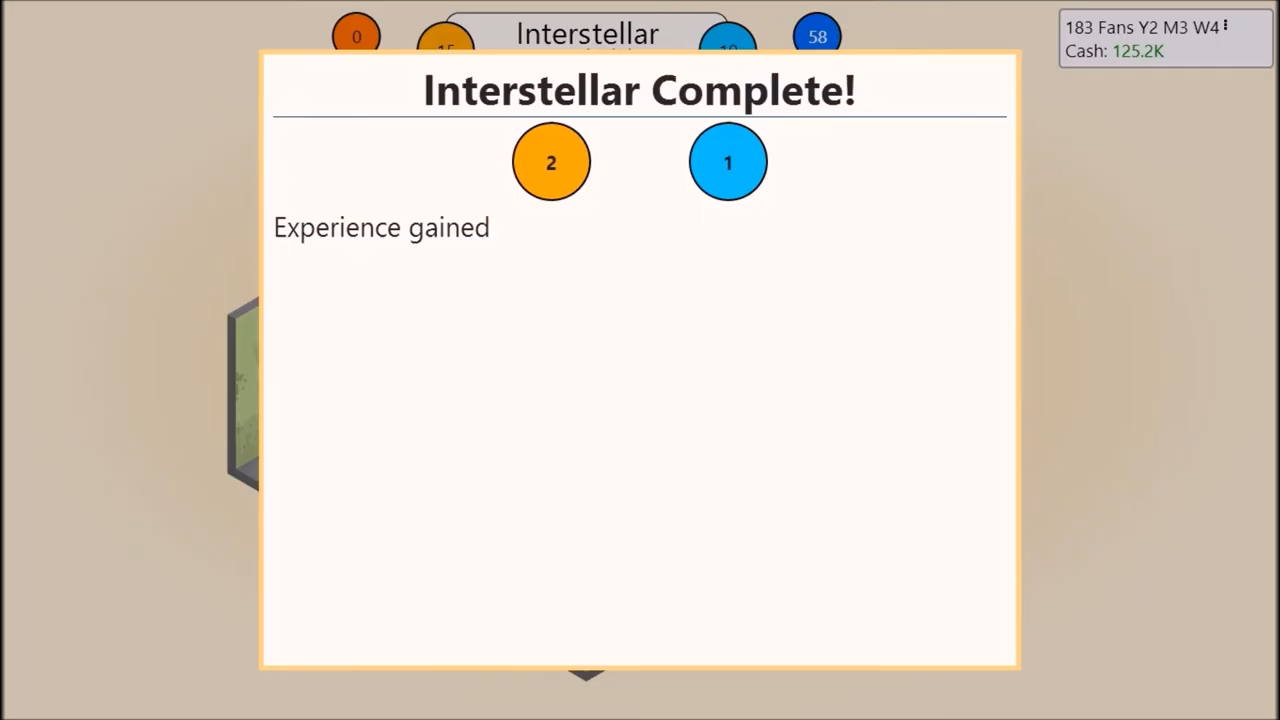 0
Interstellar
58
183 Fans Y2 M3 W4
Cash: 125.2K
Interstellar Complete!
2
1
Experience gained